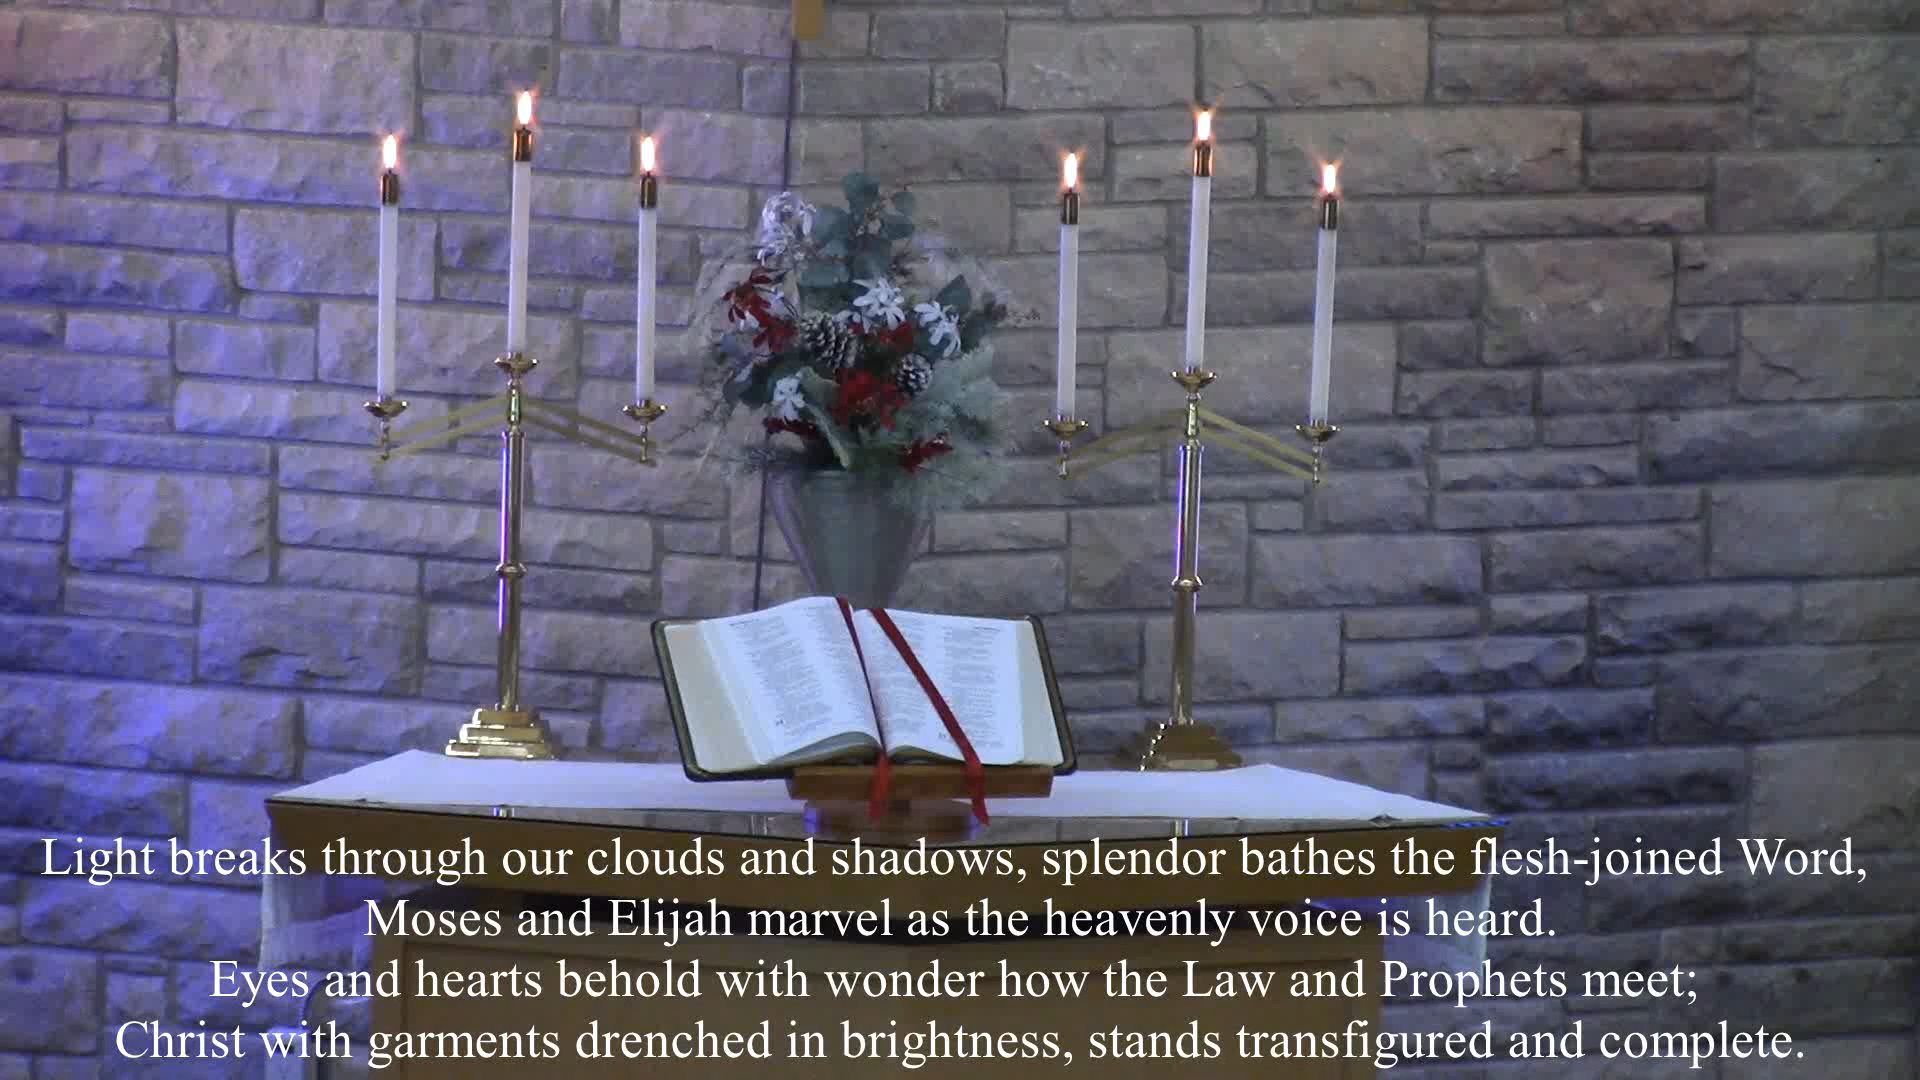 Light breaks through our clouds and shadows, splendor bathes the flesh-joined Word,
Moses and Elijah marvel as the heavenly voice is heard.
Eyes and hearts behold with wonder how the Law and Prophets meet;
Christ with garments drenched in brightness, stands transfigured and complete.